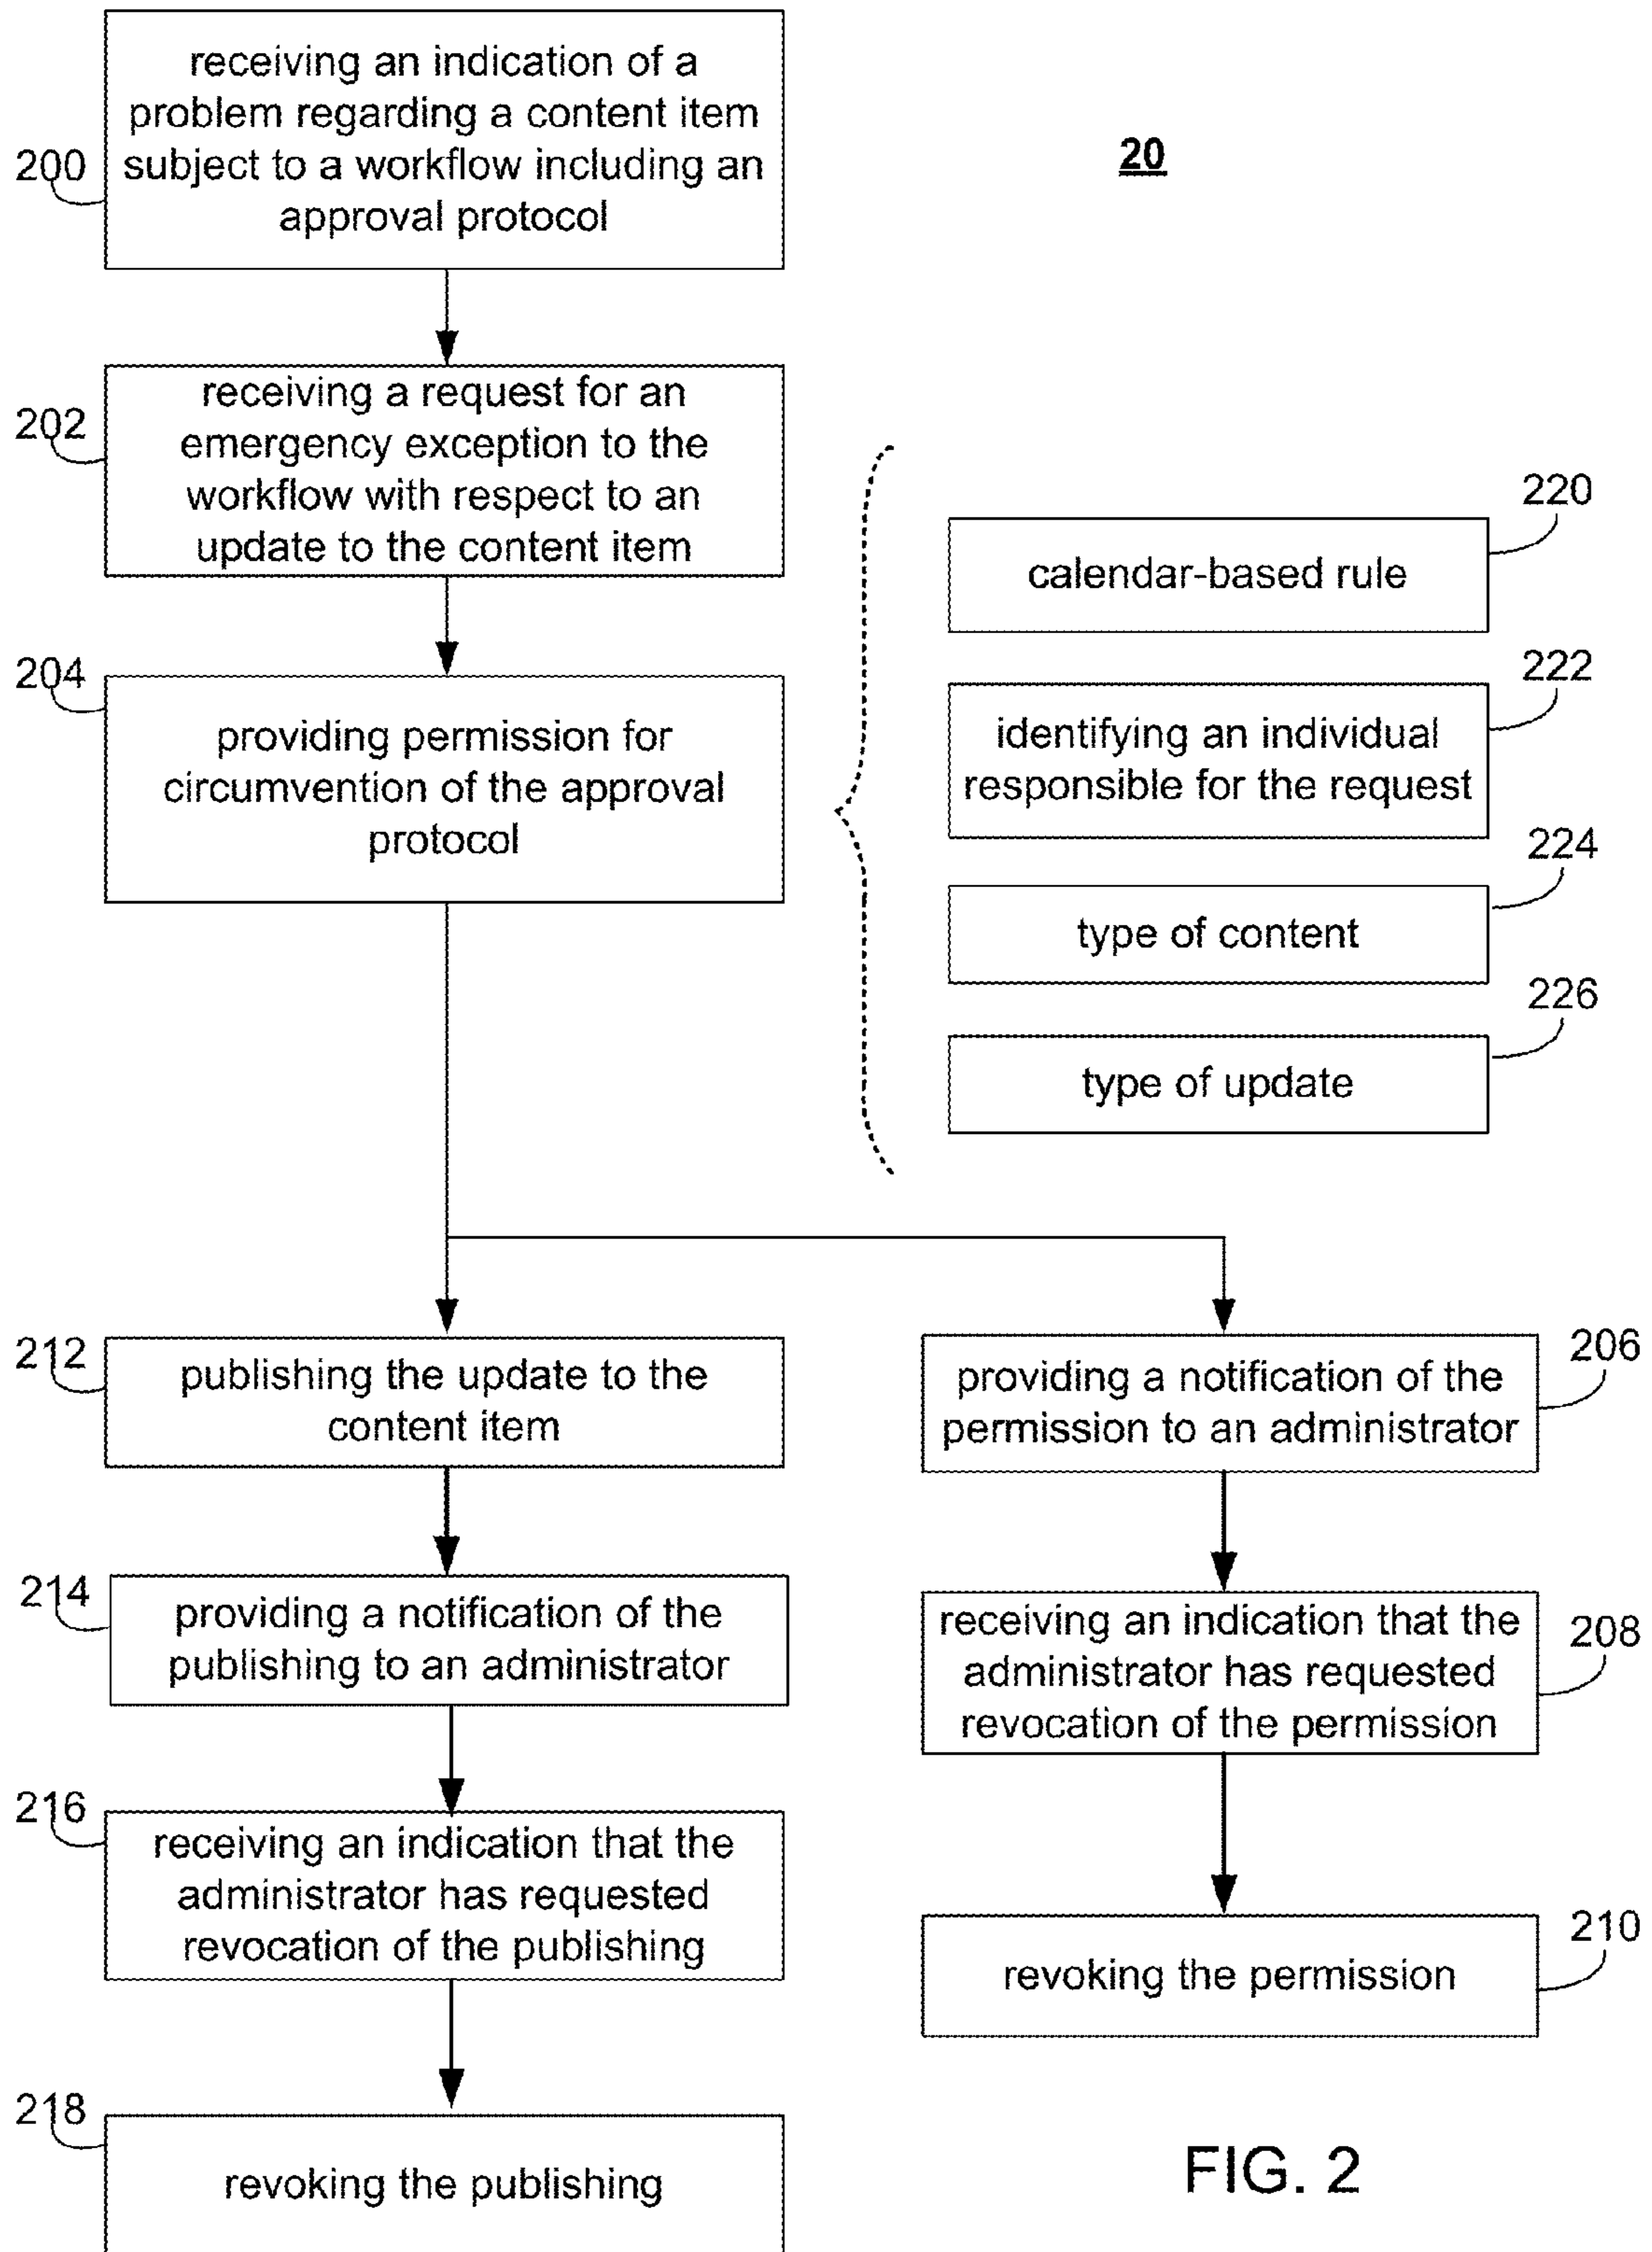 receiving an indication of a
problem regarding a content item
subject to a workflow including an
approval protocol
200
20
receiving a request for an
emergency exception to the
workflow with respect to an
update to the content item
202
providing permission for
circumvention of the approval
protocol
204
calendar-based rule
220
identifying an individual
responsible for the request
222
type of content
224
type of update
226
publishing the update to the
content item
212
providing a notification of the
publishing to an administrator
214
receiving an indication that the
administrator has requested
revocation of the publishing
216
revoking the publishing
218
providing a notification of the
permission to an administrator
206
receiving an indication that the
administrator has requested
revocation of the permission
208
revoking the permission
210
FIG. 2